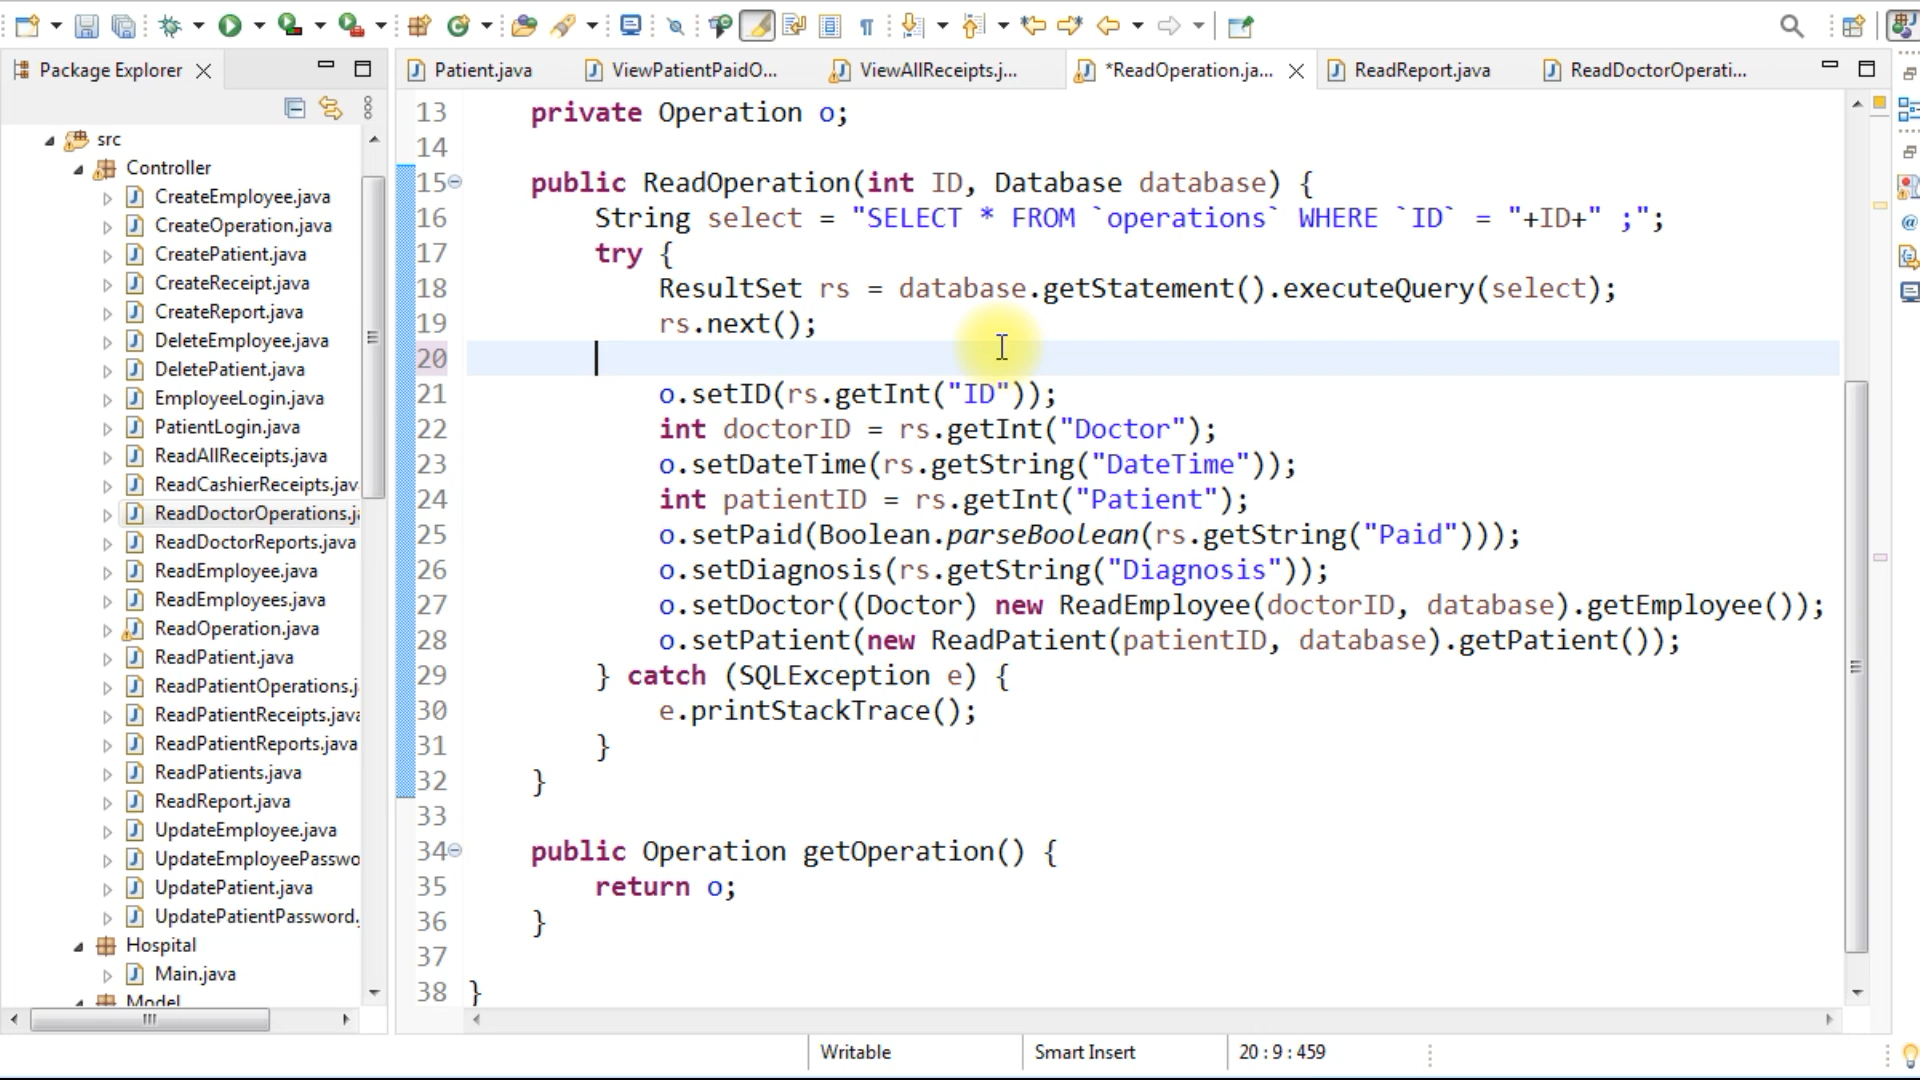 Package Explorer
Patient.java
ViewPatientPaidO...
ViewAllReceipts.j...
*ReadOperation.ja...
ReadReport.java
ReadDoctorOperati...
src
Controller
CreateEmployee.java
CreateOperation.java
CreatePatient.java
CreateReceipt.java
CreateReport.java
DeleteEmployee.java
DeletePatient.java
EmployeeLogin.java
PatientLogin.java
ReadAllReceipts.java
ReadCashierReceipts.jav
ReadDoctorOperations.j
ReadDoctorReports.java
ReadEmployee.java
ReadEmployees.java
ReadOperation.java
ReadPatient.java
ReadPatientOperations.j
ReadPatientReceipts.java
ReadPatientReports.java
ReadPatients.java
ReadReport.java
UpdateEmployee.java
UpdateEmployeePasswo
UpdatePatient.java
UpdatePatientPassword.
Hospital
Main.java
Model
13 private Operation o;
14
15 public ReadOperation(int ID, Database database) {
16 String select = "SELECT * FROM `operations` WHERE `ID` = "+ID+" ;";
17 try {
18 ResultSet rs = database.getStatement().executeQuery(select);
19 rs.next();
20
21 o.setID(rs.getInt("ID"));
22 int doctorID = rs.getInt("Doctor");
23 o.setDateTime(rs.getString("DateTime"));
24 int patientID = rs.getInt("Patient");
25 o.setPaid(Boolean.parseBoolean(rs.getString("Paid")));
26 o.setDiagnosis(rs.getString("Diagnosis"));
27 o.setDoctor((Doctor) new ReadEmployee(doctorID, database).getEmployee());
28 o.setPatient(new ReadPatient(patientID, database).getPatient());
29 } catch (SQLException e) {
30 e.printStackTrace();
31 }
32 }
33
34 public Operation getOperation() {
35 return o;
36 }
37
38 }
Writable
Smart Insert
20 : 9 : 459